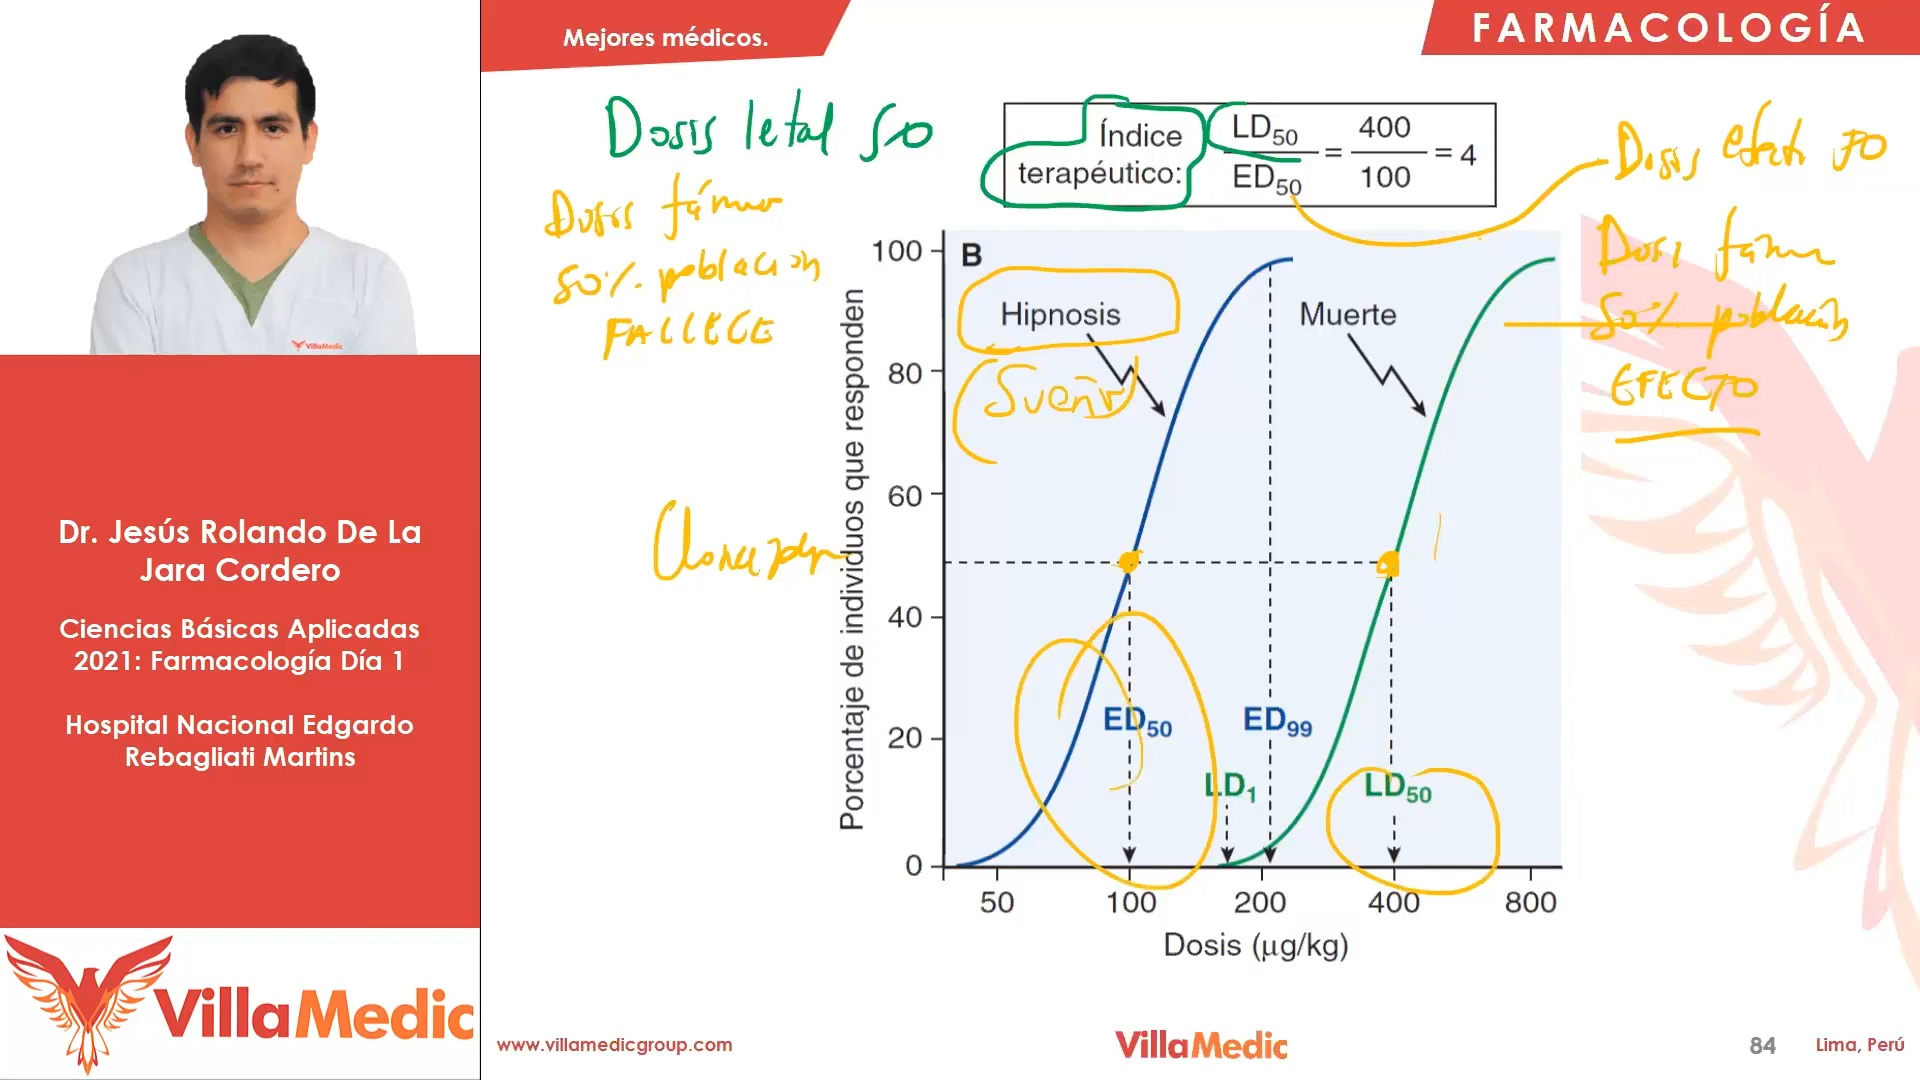 Mejores médicos.
FARMACOLOGÍA
Dosis letal 50
Dosis fármaco
50% población
FALLECE
Índice
terapéutico:
LD50
ED50
=
400
100
= 4
Dosis efecti 50
Dosis
50% población
EFECTO
B
Hipnosis
Sueño
Muerte
Porcentaje de individuos que responden
100
80
60
40
20
0
ED50
ED99
LD1
LD50
50 100 200 400 800
Dosis (μg/kg)
VillaMedic
Dr. Jesús Rolando De La
Jara Cordero
Ciencias Básicas Aplicadas
2021: Farmacología Día 1
Hospital Nacional Edgardo
Rebagliati Martins
VillaMedic
www.villamedicgroup.com
VillaMedic
84
Lima, Perú